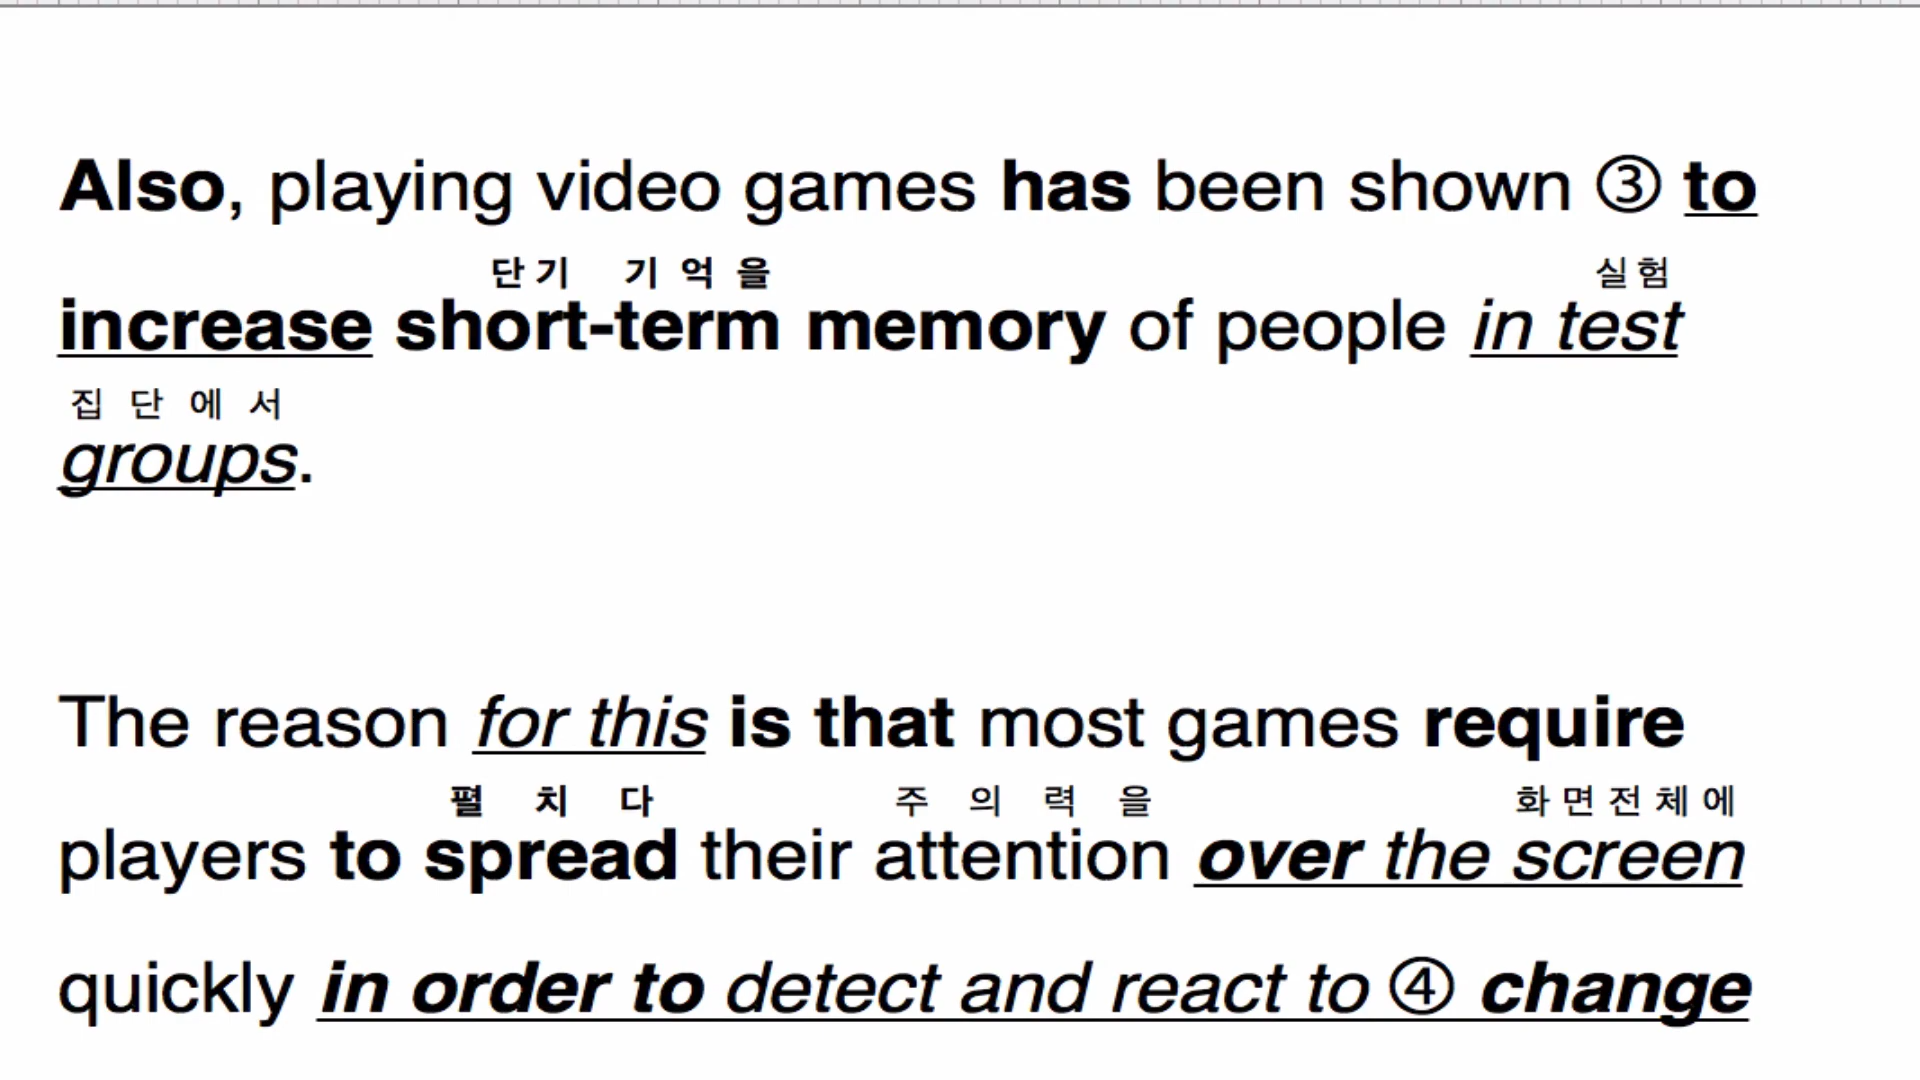 Also, playing video games has been shown ③ to
단기 기억을 실험
increase short-term memory of people in test
집단에서
groups.
The reason for this is that most games require
펼치다 주의력을 화면전체에
players to spread their attention over the screen
quickly in order to detect and react to ④ change